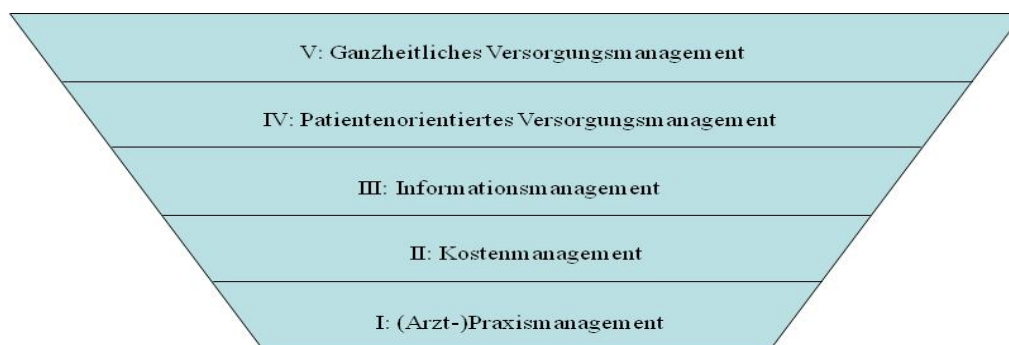 V: Ganzheitliches Versorgungsmanagement
IV: Patientenorientiertes Versorgungsmanagement
III: Informationsmanagement
II: Kostenmanagement
I: (Arzt-)Praxismanagement